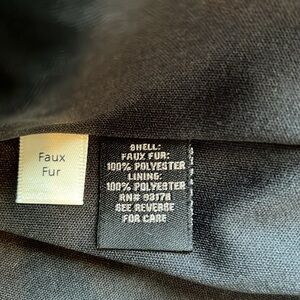 Faux
Fur
SHELL:
FAUX FUR:
100% POLYESTER
LINING:
100% POLYESTER
RN# 93178
SEE REVERSE
FOR CARE